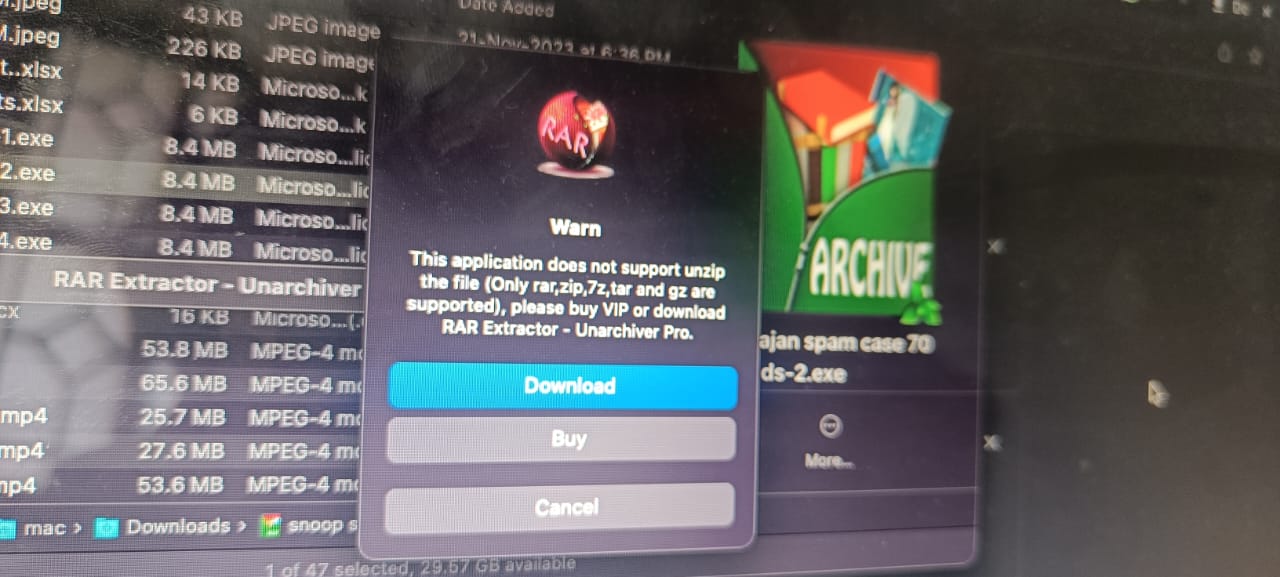 .jpeg
43 KB JPEG image
Date Added
M.jpeg
226 KB JPEG imag
21-Nov-2023 at 6:36 PM
t..xlsx
14 KB Microso...k
ts.xlsx
6 KB Microso...k
1.exe
8.4 MB Microso...lic
2.exe
8.4 MB Microso...lic
3.exe
8.4 MB Microso...lic
4.exe
8.4 MB Microso...lic
RAR Extractor - Unarchiver
cx
16 KB Microso...(.
53.8 MB MPEG-4 mo
65.6 MB MPEG-4 mo
mp4
25.7 MB MPEG-4 mo
mp4
27.6 MB MPEG-4 mo
mp4
53.6 MB MPEG-4 mo
mac > Downloads > snoop s
1 of 47 selected, 29.57 GB available
RAR
Warn
This application does not support unzip
the file (Only rar,zip,7z,tar and gz are
supported), please buy VIP or download
RAR Extractor - Unarchiver Pro.
Download
Buy
Cancel
ARCHIVE
ajan spam case 70
ds-2.exe
More...